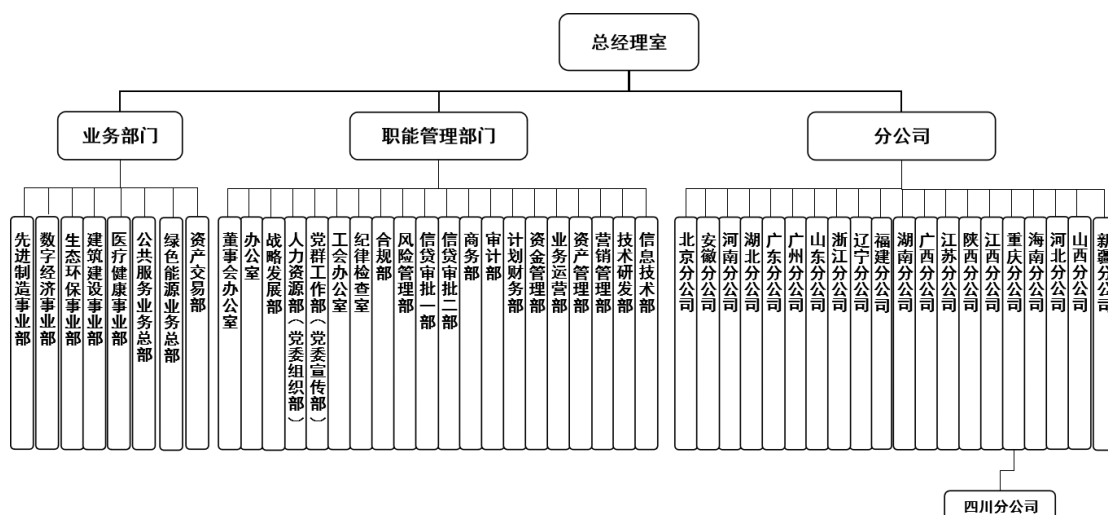 总经理室
业务部门
职能管理部门
分公司
先进制造事业部
数字经济事业部
生态环保事业部
建筑建设事业部
医疗健康事业部
公共服务业务总部
绿色能源业务总部
资产交易部
董事会办公室
办公室
战略发展部
人力资源部（党委组织部）
党群工作部（党委宣传部）
工会办公室
纪律检查室
合规部
风险管理部
信贷审批一部
信贷审批二部
商务部
审计部
计划财务部
资金管理部
业务运营部
资产管理部
营销管理部
技术研发部
信息技术部
北京分公司
安徽分公司
河南分公司
湖北分公司
广东分公司
广州分公司
山东分公司
浙江分公司
辽宁分公司
福建分公司
湖南分公司
广西分公司
江苏分公司
陕西分公司
江西分公司
重庆分公司
海南分公司
河北分公司
山西分公司
新疆分公司
四川分公司